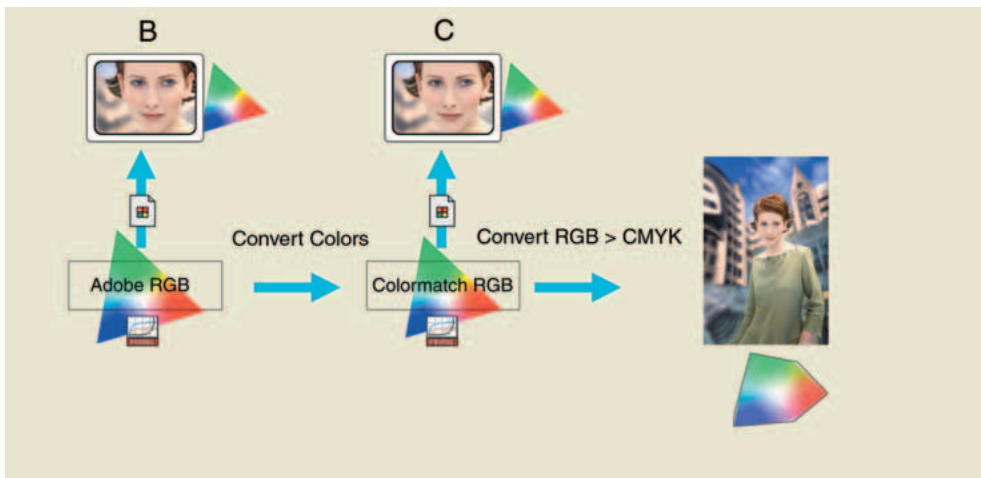 B
C
Convert Colors
Convert RGB > CMYK
Adobe RGB
Colormatch RGB